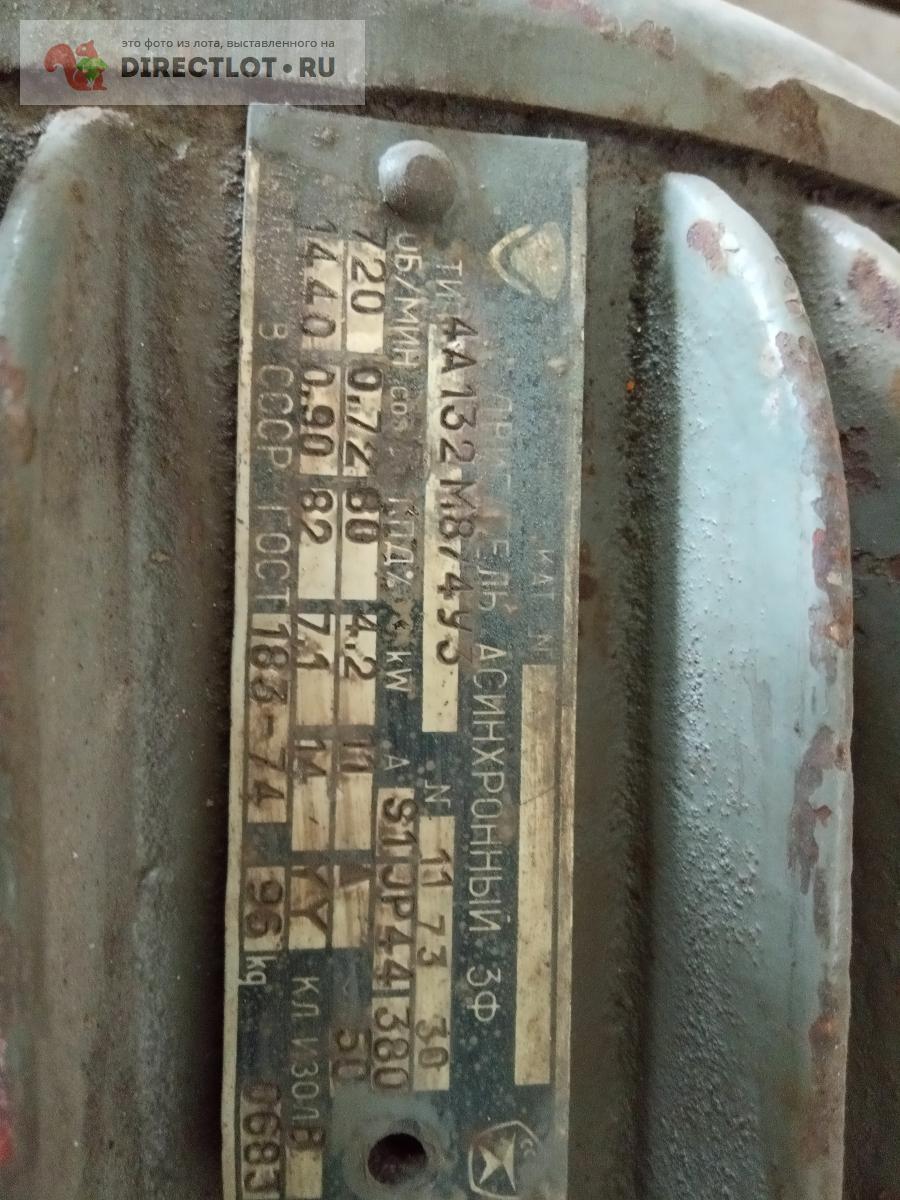 это фото из лота, выставленного на
DIRECTLOT.RU
КАТ. N
ДВИГАТЕЛЬ АСИНХРОННЫЙ 3Ф
ТИП 4А132М8/4У3 N 11 73 30
ОБ/МИН cos КПД% kW А S1 JP44 380
720 0,72 80 4,2 11 50
1440 0,90 82 7,1 14 YY КЛ ИЗОЛ В
В СССР ГОСТ 183-74 96 kg 0683